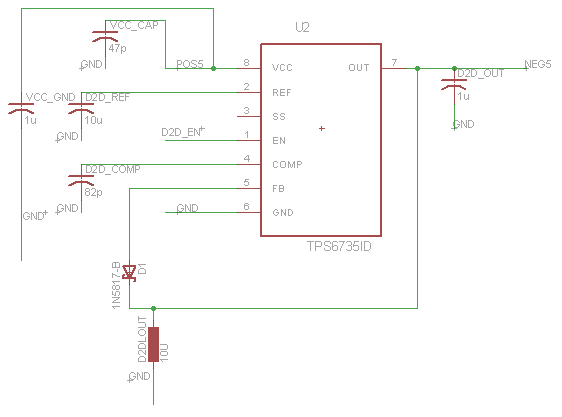 U2
VCC_CAP
47p
GND
POS5
8 VCC OUT 7
NEG5
D2D_OUT
1u
GND
VCC_GND
1u
D2D_REF
10u
GND
2 REF
3 SS
D2D_EN
1 EN
4 COMP
D2D_COMP
82p
GND
5 FB
GND
GND
6 GND
TPS6735ID
1N5817-B
D1
D2DLOUT
10U
GND